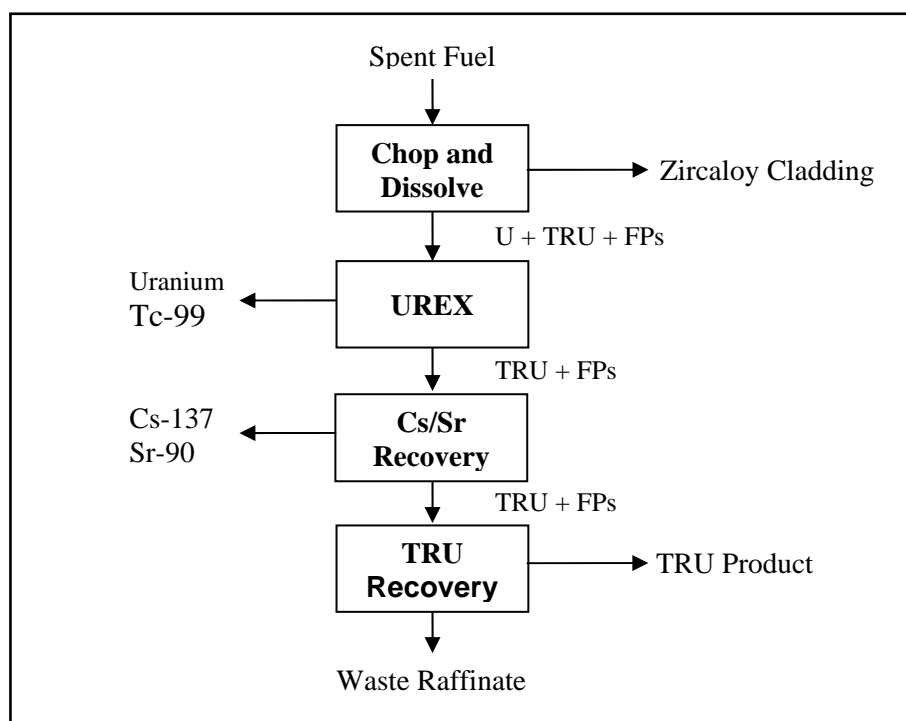 Spent Fuel
Chop and
Dissolve
Zircaloy Cladding
U + TRU + FPs
Uranium
Tc-99
UREX
TRU + FPs
Cs-137
Sr-90
Cs/Sr
Recovery
TRU + FPs
TRU
Recovery
TRU Product
Waste Raffinate